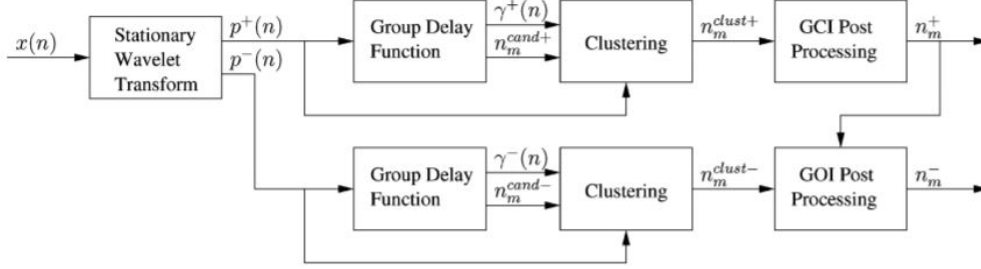 x(n)
Stationary
Wavelet
Transform
p⁺(n)
p⁻(n)
Group Delay
Function
γ⁺(n)
n_m^{cand+}
Clustering
n_m^{clust+}
GCI Post
Processing
n_m^+
Group Delay
Function
γ⁻(n)
n_m^{cand-}
Clustering
n_m^{clust-}
GOI Post
Processing
n_m^-